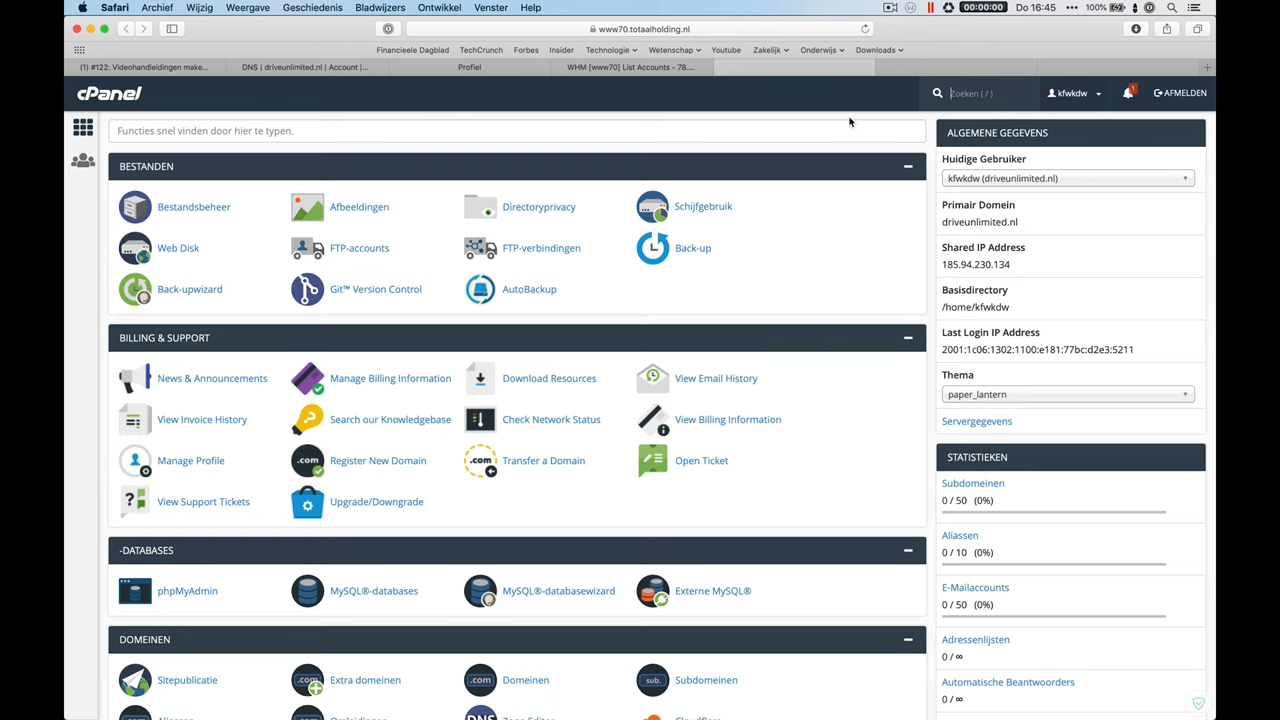 Safari Archief Wijzig Weergave Geschiedenis Bladwijzers Ontwikkel Venster Help 00:00:00 Do 16:45 100%
www70.totaalholding.nl
Financieele Dagblad TechCrunch Forbes Insider Technologie Wetenschap Youtube Zakelijk Onderwijs Downloads
(1) #122: Videohandleidingen make... DNS | driveunlimited.nl | Account |... Profiel WHM [www70] List Accounts - 78....
cPanel Zoeken ( / ) kfwkdw 1 AFMELDEN
Functies snel vinden door hier te typen.
BESTANDEN
Bestandsbeheer Afbeeldingen Directoryprivacy Schijfgebruik
Web Disk FTP-accounts FTP-verbindingen Back-up
Back-upwizard Git™ Version Control AutoBackup
BILLING & SUPPORT
News & Announcements Manage Billing Information Download Resources View Email History
View Invoice History Search our Knowledgebase Check Network Status View Billing Information
Manage Profile .com Register New Domain .com Transfer a Domain Open Ticket
View Support Tickets Upgrade/Downgrade
-DATABASES
phpMyAdmin MySQL®-databases MySQL®-databasewizard Externe MySQL®
DOMEINEN
Sitepublicatie .com Extra domeinen .com Domeinen sub. Subdomeinen
DNS
ALGEMENE GEGEVENS
Huidige Gebruiker
kfwkdw (driveunlimited.nl)
Primair Domein
driveunlimited.nl
Shared IP Address
185.94.230.134
Basisdirectory
/home/kfwkdw
Last Login IP Address
2001:1c06:1302:1100:e181:77bc:d2e3:5211
Thema
paper_lantern
Servergegevens
STATISTIEKEN
Subdomeinen
0 / 50 (0%)
Aliassen
0 / 10 (0%)
E-Mailaccounts
0 / 50 (0%)
Adressenlijsten
0 / ∞
Automatische Beantwoorders
0 / ∞